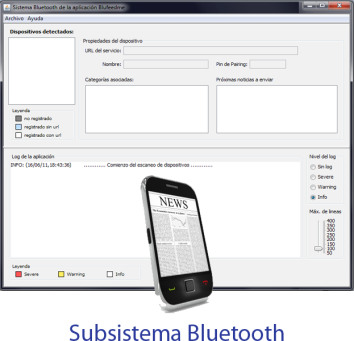 Sistema Bluetooth de la aplicación Blufeedme
Archivo Ayuda
Dispositivos detectados:
Propiedades del dispositivo
URL del servicio:
Nombre:
Pin de Pairing:
Categorías asociadas:
Próximas noticias a enviar
Leyenda
no registrado
registrado sin url
registrado con url
Log de la aplicación
INFO: [16/06/11,18:43:36] ............ Comienzo del escaneo de dispositivos ............
Nivel del log
Sin log
Severe
Warning
Info
Máx. de líneas
400
350
300
250
200
150
100
50
Leyenda
Severe
Warning
Info
NEWS
Subsistema Bluetooth